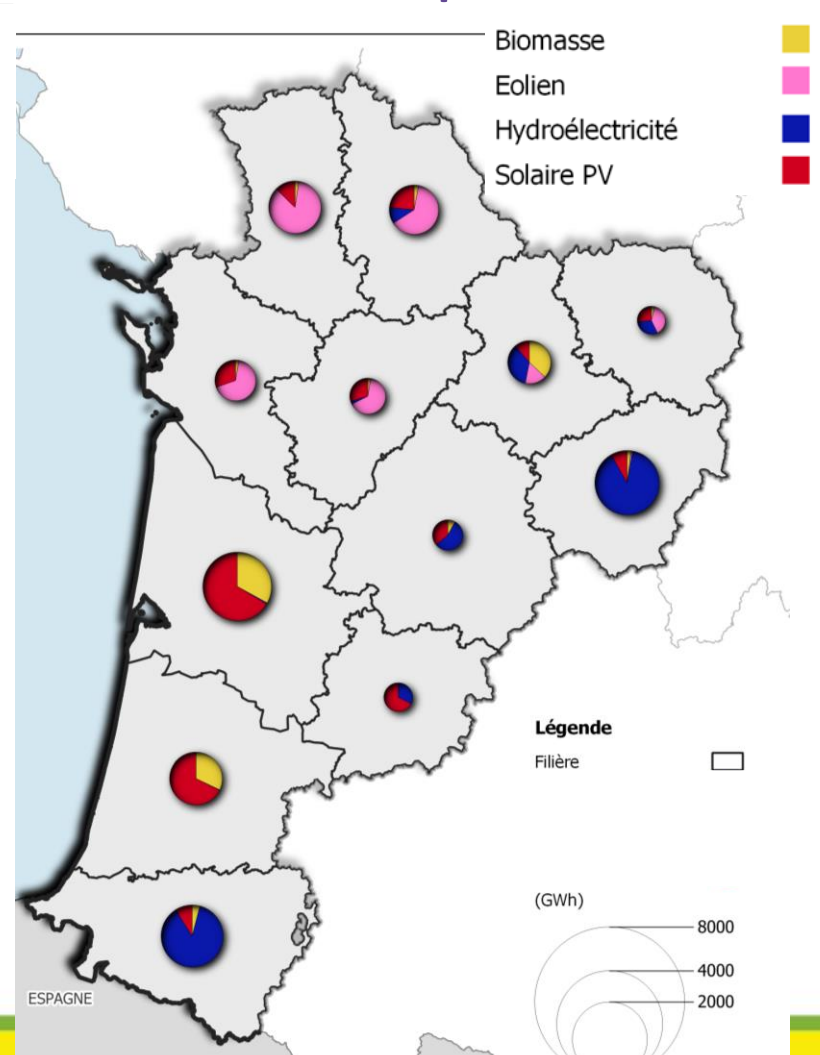 Biomasse
Eolien
Hydroélectricité
Solaire PV
Légende
Filière
(GWh)
8000
4000
2000
ESPAGNE